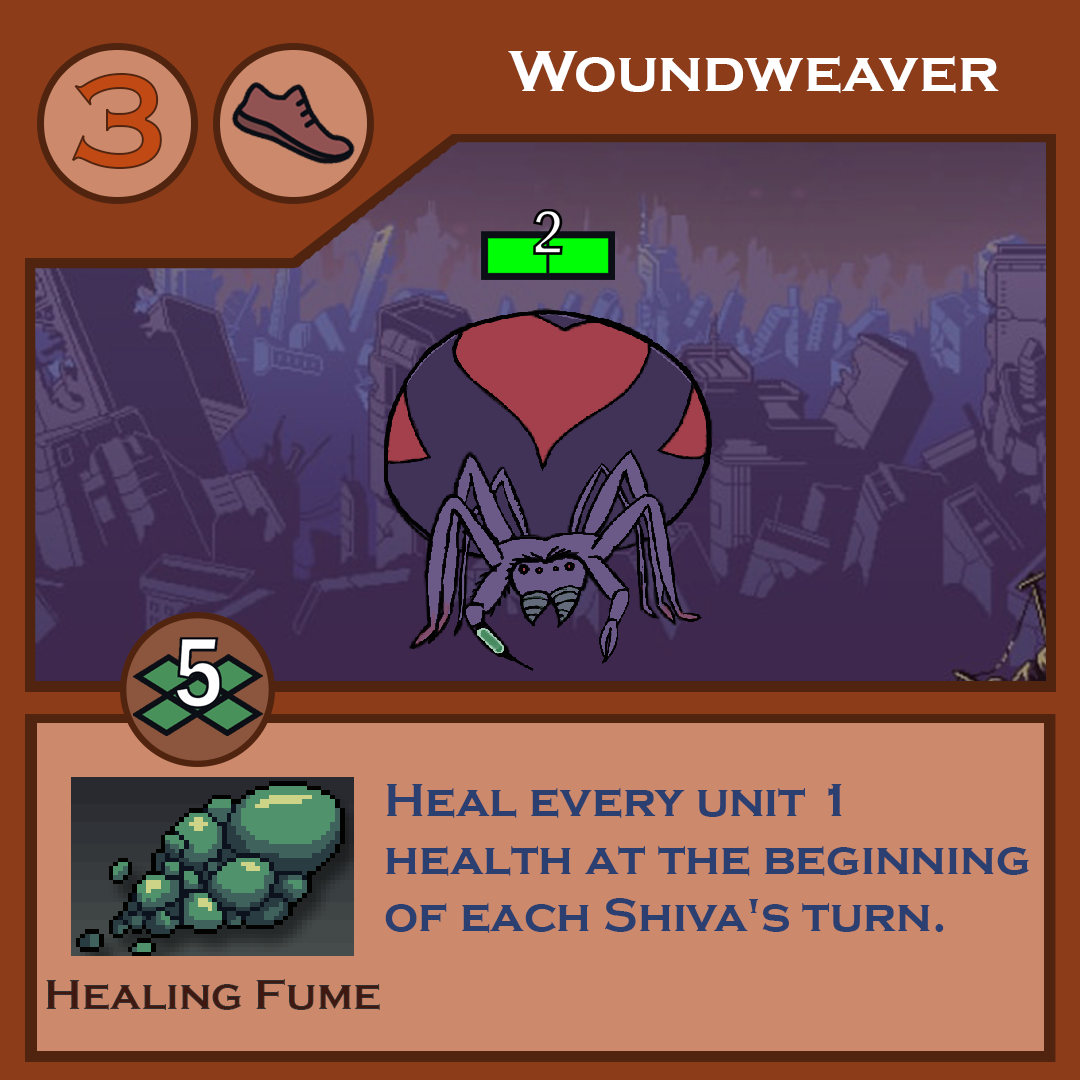 3
Woundweaver
2
5
Heal every unit 1
health at the beginning
of each Shiva's turn.
Healing Fume